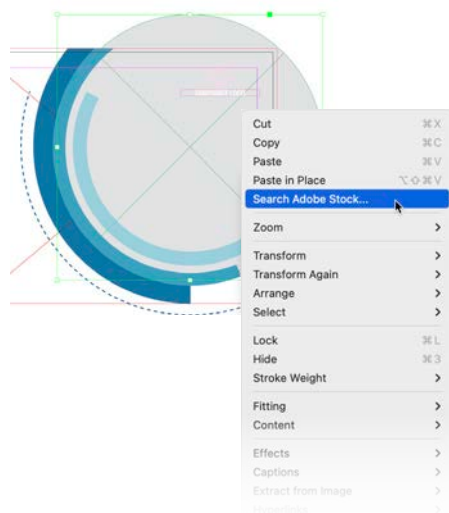 Cut ⌘X
Copy ⌘C
Paste ⌘V
Paste in Place ⌥⇧⌘V
Search Adobe Stock...
Zoom >
Transform >
Transform Again >
Arrange >
Select >
Lock ⌘L
Hide ⌘3
Stroke Weight >
Fitting >
Content >
Effects >
Captions >
Extract from Image >
Hyperlinks >